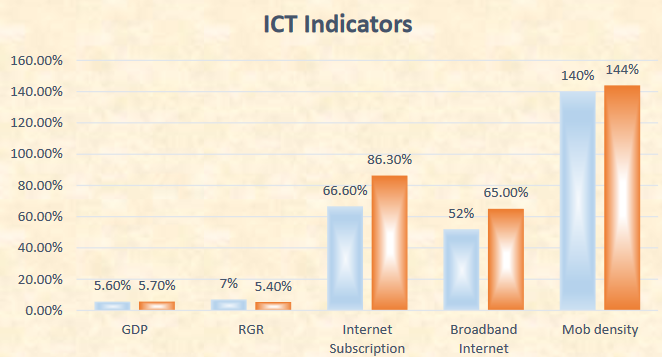 ICT Indicators
160.00%
140.00%
120.00%
100.00%
80.00%
60.00%
40.00%
20.00%
0.00%
5.60% 5.70%
7% 5.40%
66.60% 86.30%
52% 65.00%
140% 144%
GDP
RGR
Internet
Subscription
Broadband
Internet
Mob density